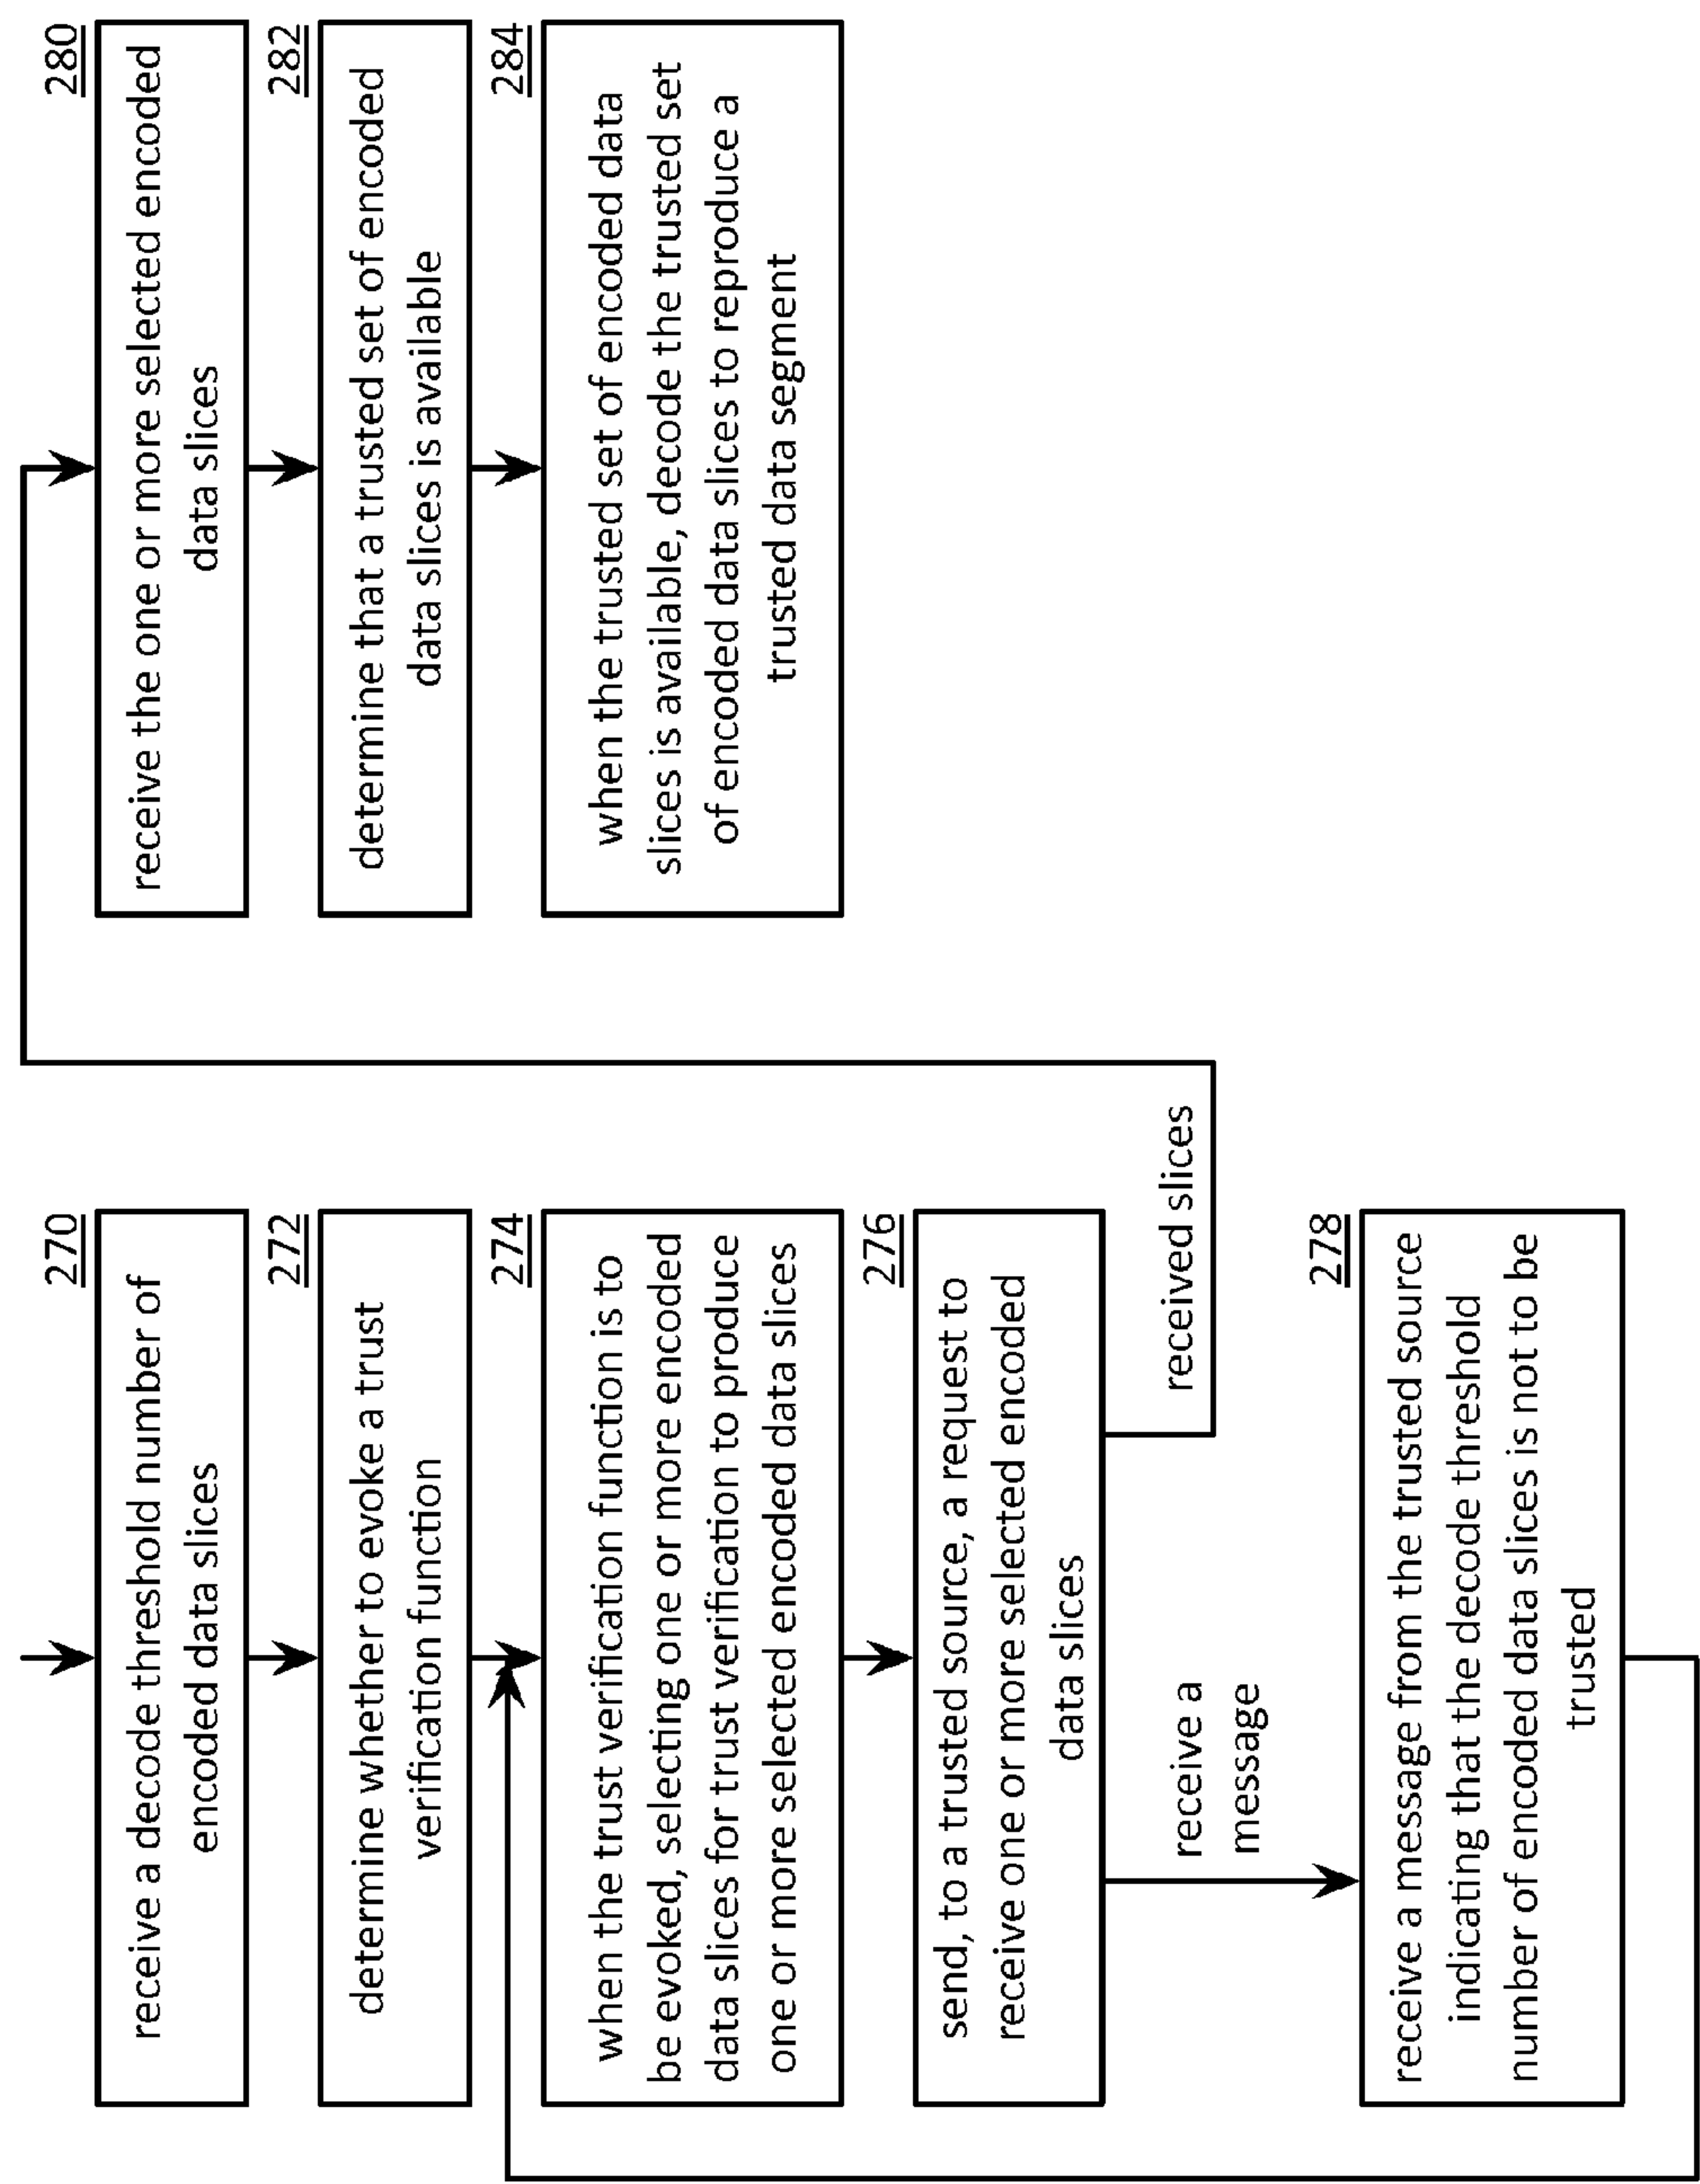 270
receive a decode threshold number of
encoded data slices
272
determine whether to evoke a trust
verification function
274
when the trust verification function is to
be evoked, selecting one or more encoded
data slices for trust verification to produce
one or more selected encoded data slices
276
send, to a trusted source, a request to
receive one or more selected encoded
data slices
receive a
message
received slices
278
receive a message from the trusted source
indicating that the decode threshold
number of encoded data slices is not to be
trusted
280
receive the one or more selected encoded
data slices
282
determine that a trusted set of encoded
data slices is available
284
when the trusted set of encoded data
slices is available, decode the trusted set
of encoded data slices to reproduce a
trusted data segment